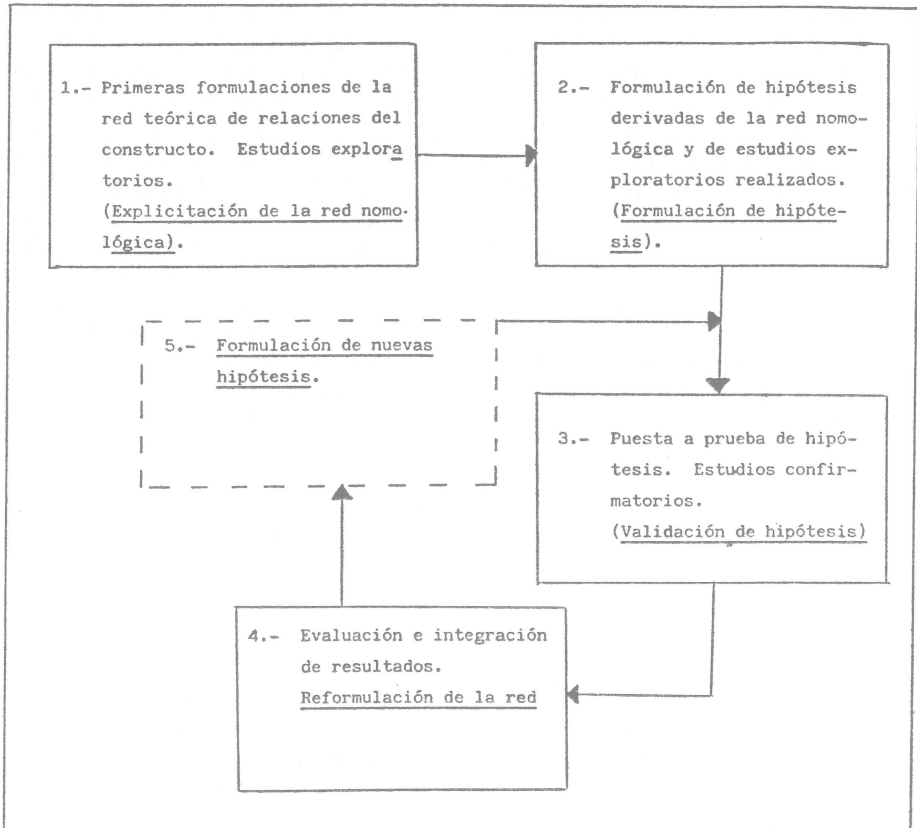 1.- Primeras formulaciones de la
red teórica de relaciones del
constructo. Estudios explora
torios.
(Explicitación de la red nomo-
lógica).
2.- Formulación de hipótesis
derivadas de la red nomo-
lógica y de estudios ex-
ploratorios realizados.
(Formulación de hipóte-
sis).
5.- Formulación de nuevas
hipótesis.
3.- Puesta a prueba de hipó-
tesis. Estudios confir-
matorios.
(Validación de hipótesis)
4.- Evaluación e integración
de resultados.
Reformulación de la red